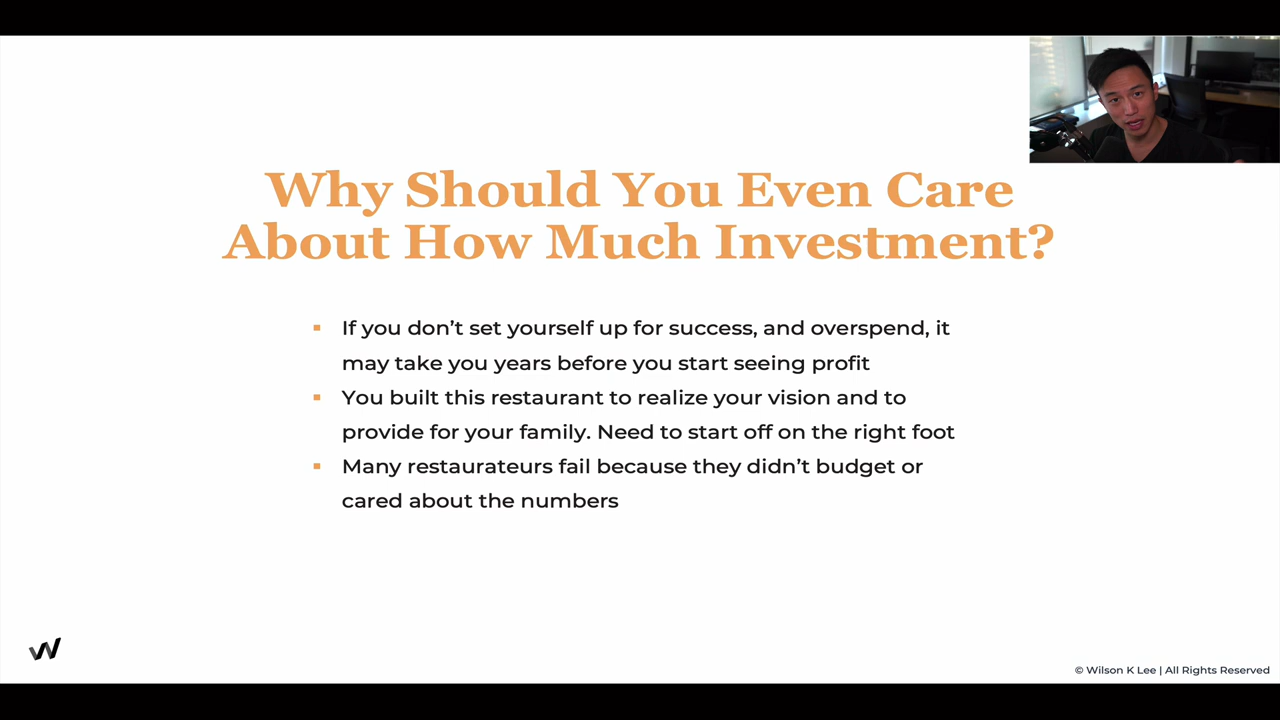 Why Should You Even Care
About How Much Investment?
If you don’t set yourself up for success, and overspend, it
may take you years before you start seeing profit
You built this restaurant to realize your vision and to
provide for your family. Need to start off on the right foot
Many restaurateurs fail because they didn’t budget or
cared about the numbers
W
© Wilson K Lee | All Rights Reserved